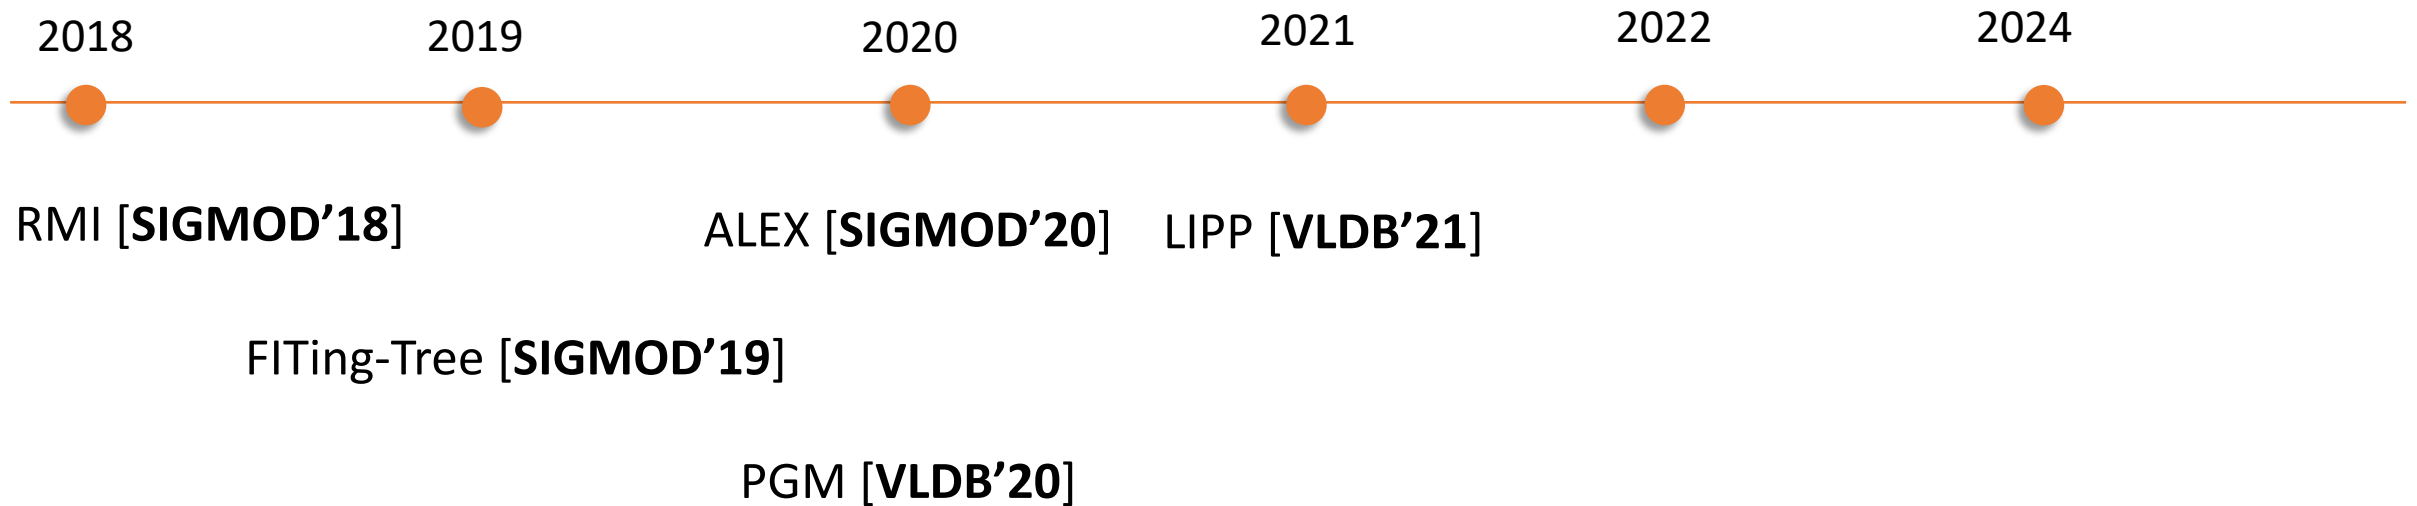 2018 2019 2020 2021 2022 2024
RMI [SIGMOD’18] ALEX [SIGMOD’20] LIPP [VLDB’21]
FITing-Tree [SIGMOD’19]
PGM [VLDB’20]